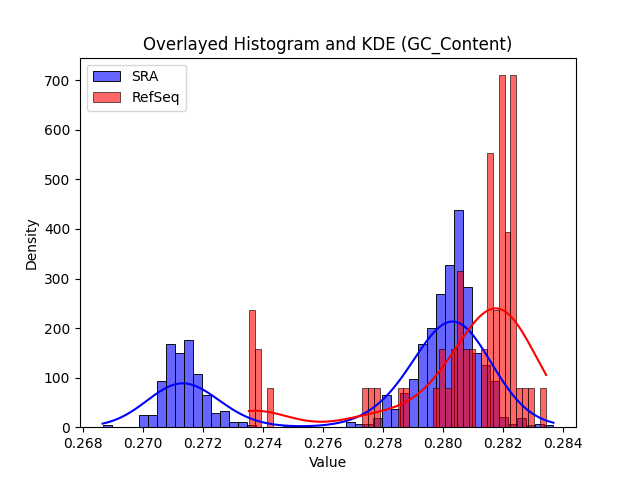 Overlayed Histogram and KDE (GC_Content)
SRA
RefSeq
700
600
500
400
300
200
100
0
Density
0.268 0.270 0.272 0.274 0.276 0.278 0.280 0.282 0.284
Value